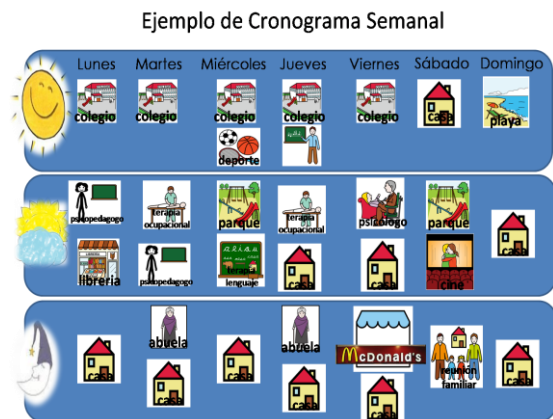 Ejemplo de Cronograma Semanal
Lunes Martes Miércoles Jueves Viernes Sábado Domingo
colegio colegio colegio colegio colegio casa playa
deporte
psicopedagogo terapia ocupacional parque terapia ocupacional psicólogo parque casa
librería psicopedagogo terapia lenguaje casa casa cine
abuela abuela McDonald's reunión familiar
casa casa casa casa casa casa